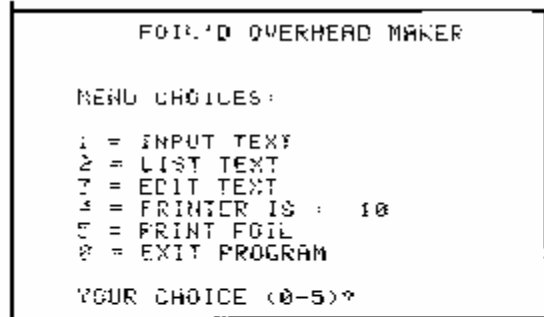 FOIL'D OVERHEAD MAKER
MENU CHOICES:
1 = INPUT TEXT
2 = LIST TEXT
3 = EDIT TEXT
4 = PRINTER IS : 10
5 = PRINT FOIL
0 = EXIT PROGRAM
YOUR CHOICE (0-5)?